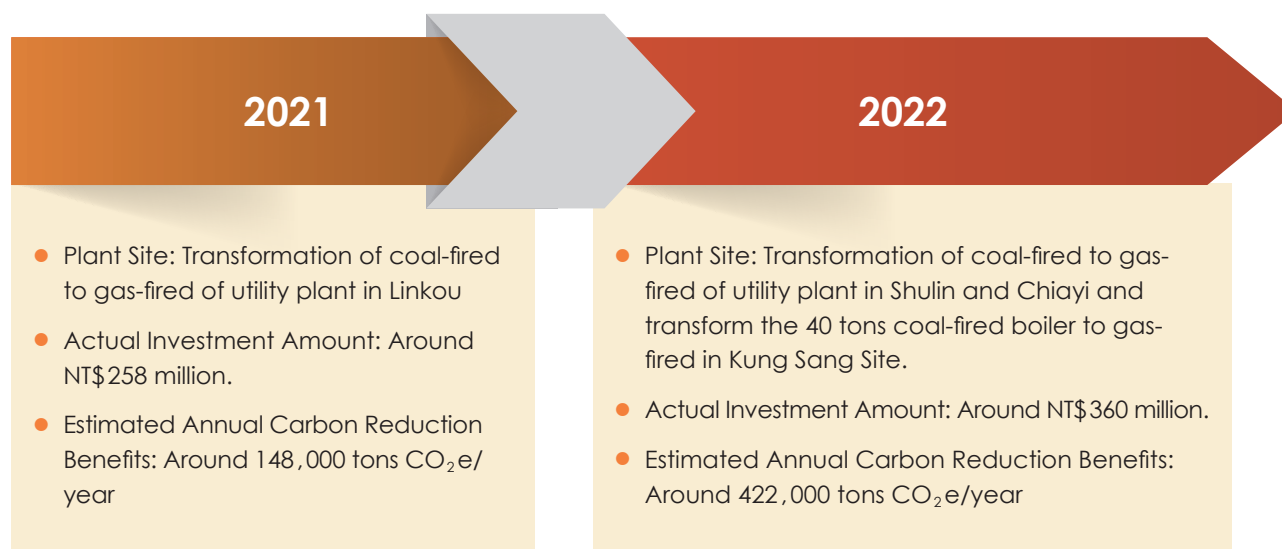 2021
● Plant Site: Transformation of coal-fired
to gas-fired of utility plant in Linkou
● Actual Investment Amount: Around
NT$258 million.
● Estimated Annual Carbon Reduction
Benefits: Around 148,000 tons CO₂e/
year
2022
● Plant Site: Transformation of coal-fired to gas-
fired of utility plant in Shulin and Chiayi and
transform the 40 tons coal-fired boiler to gas-
fired in Kung Sang Site.
● Actual Investment Amount: Around NT$360 million.
● Estimated Annual Carbon Reduction Benefits:
Around 422,000 tons CO₂e/year